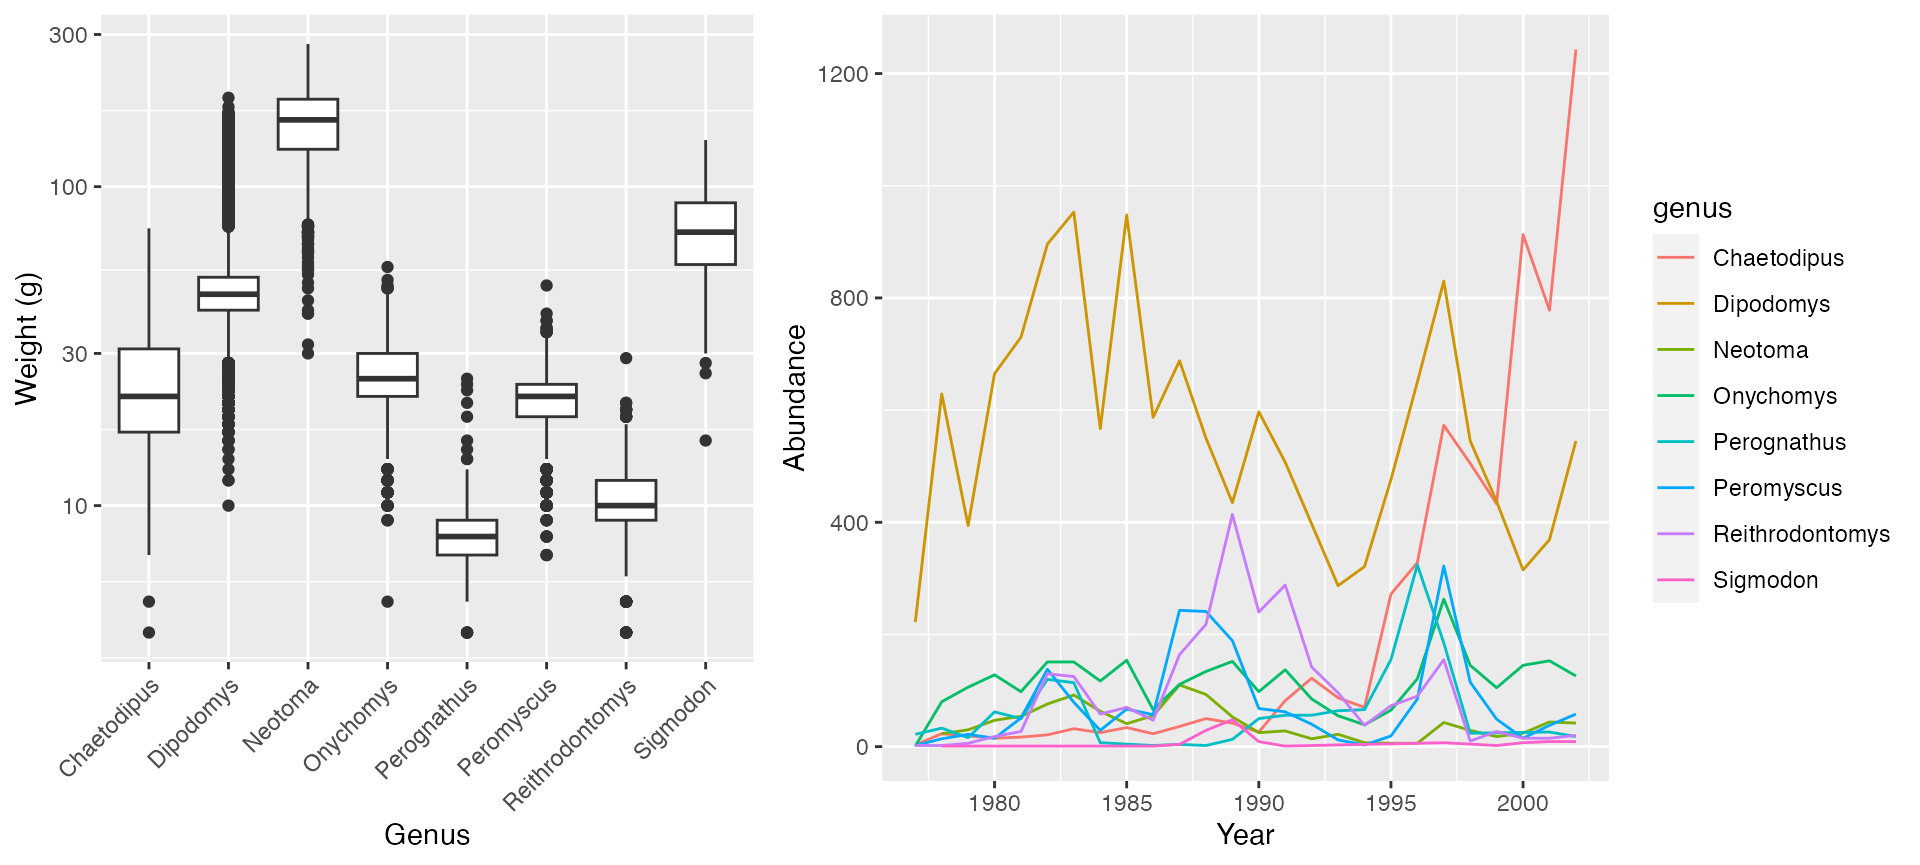 Weight (g)
300
100
30
10
Chaetodipus
Dipodomys
Neotoma
Onychomys
Perognathus
Peromyscus
Reithrodontomys
Sigmodon
Genus
Abundance
1200
800
400
0
1980
1985
1990
1995
2000
Year
genus
Chaetodipus
Dipodomys
Neotoma
Onychomys
Perognathus
Peromyscus
Reithrodontomys
Sigmodon